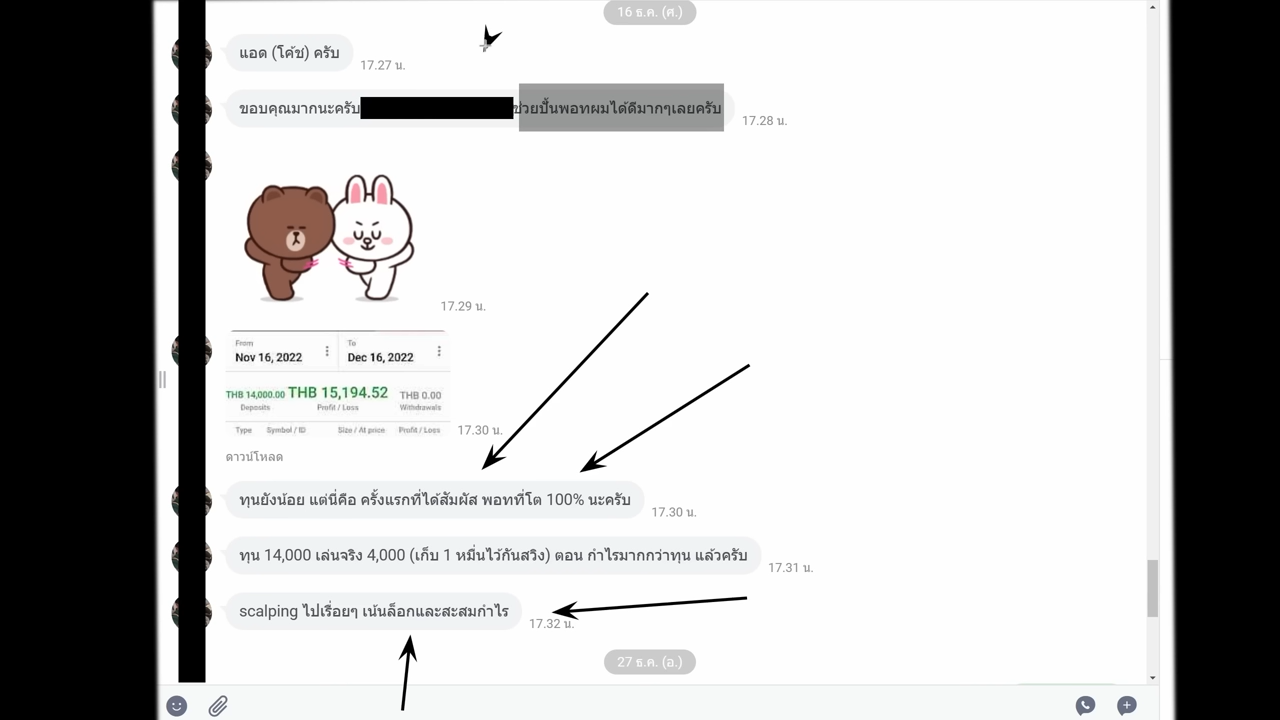 16 ธ.ค. (ศ.)
แอด (โค้ช) ครับ
17.27 น.
ขอบคุณมากนะครับ ช่วยปั้นพอทผมได้ดีมากๆเลยครับ
17.28 น.
17.29 น.
From To
Nov 16, 2022 Dec 16, 2022
THB 14,000.00 THB 15,194.52 THB 0.00
Deposits Profit / Loss Withdrawals
Type Symbol / ID Size / At price Profit / Loss
17.30 น.
ดาวน์โหลด
ทุนยังน้อย แต่นี่คือ ครั้งแรกที่ได้สัมผัส พอทที่โต 100% นะครับ
17.30 น.
ทุน 14,000 เล่นจริง 4,000 (เก็บ 1 หมื่นไว้กันสวิง) ตอน กำไรมากกว่าทุน แล้วครับ
17.31 น.
scalping ไปเรื่อยๆ เน้นล็อกและสะสมกำไร
17.32 น.
27 ธ.ค. (อ.)